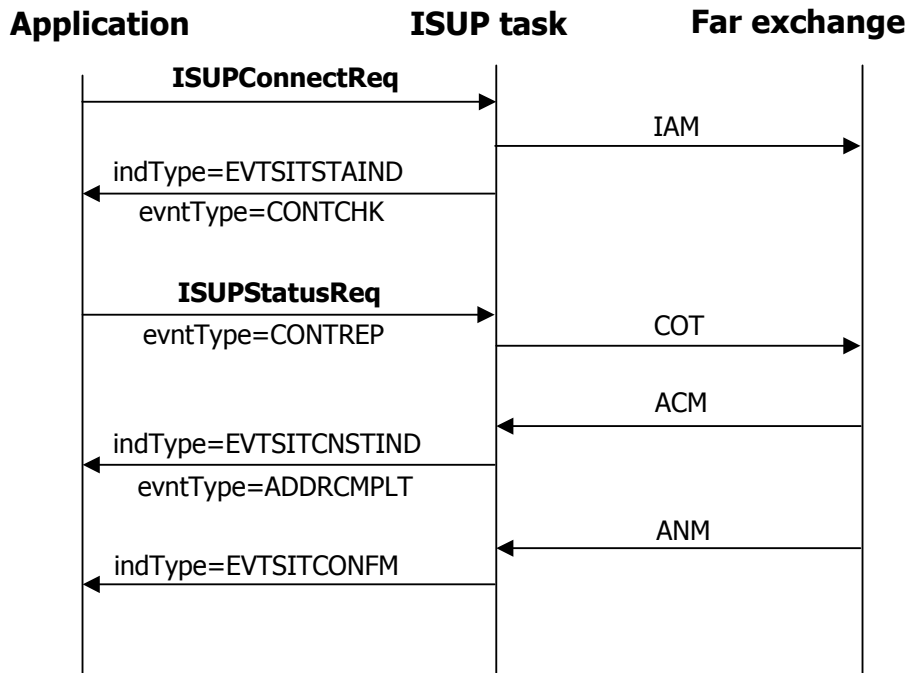 Application ISUP task Far exchange
ISUPConnectReq
IAM
indType=EVTSITSTAIND
evntType=CONTCHK
ISUPStatusReq
evntType=CONTREP
COT
ACM
indType=EVTSITCNSTIND
evntType=ADDRCMPLT
ANM
indType=EVTSITCONFM